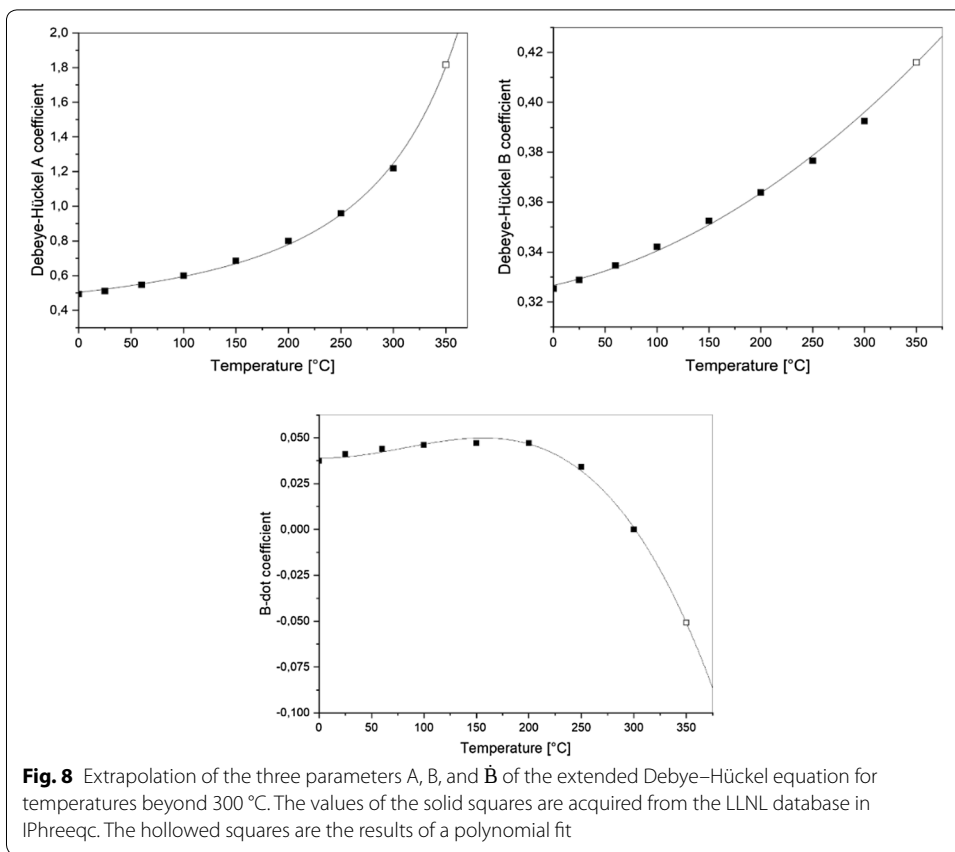 2,0
1,8
1,6
1,4
1,2
1,0
0,8
0,6
0,4
Debeye-Hückel A coefficient
0 50 100 150 200 250 300 350
Temperature [°C]
0,42
0,40
0,38
0,36
0,34
0,32
Debeye-Hückel B coefficient
0 50 100 150 200 250 300 350
Temperature [°C]
0,050
0,025
0,000
-0,025
-0,050
-0,075
-0,100
B-dot coefficient
0 50 100 150 200 250 300 350
Temperature [°C]
Fig. 8 Extrapolation of the three parameters A, B, and Ḃ of the extended Debye–Hückel equation for
temperatures beyond 300 °C. The values of the solid squares are acquired from the LLNL database in
IPhreeqc. The hollowed squares are the results of a polynomial fit